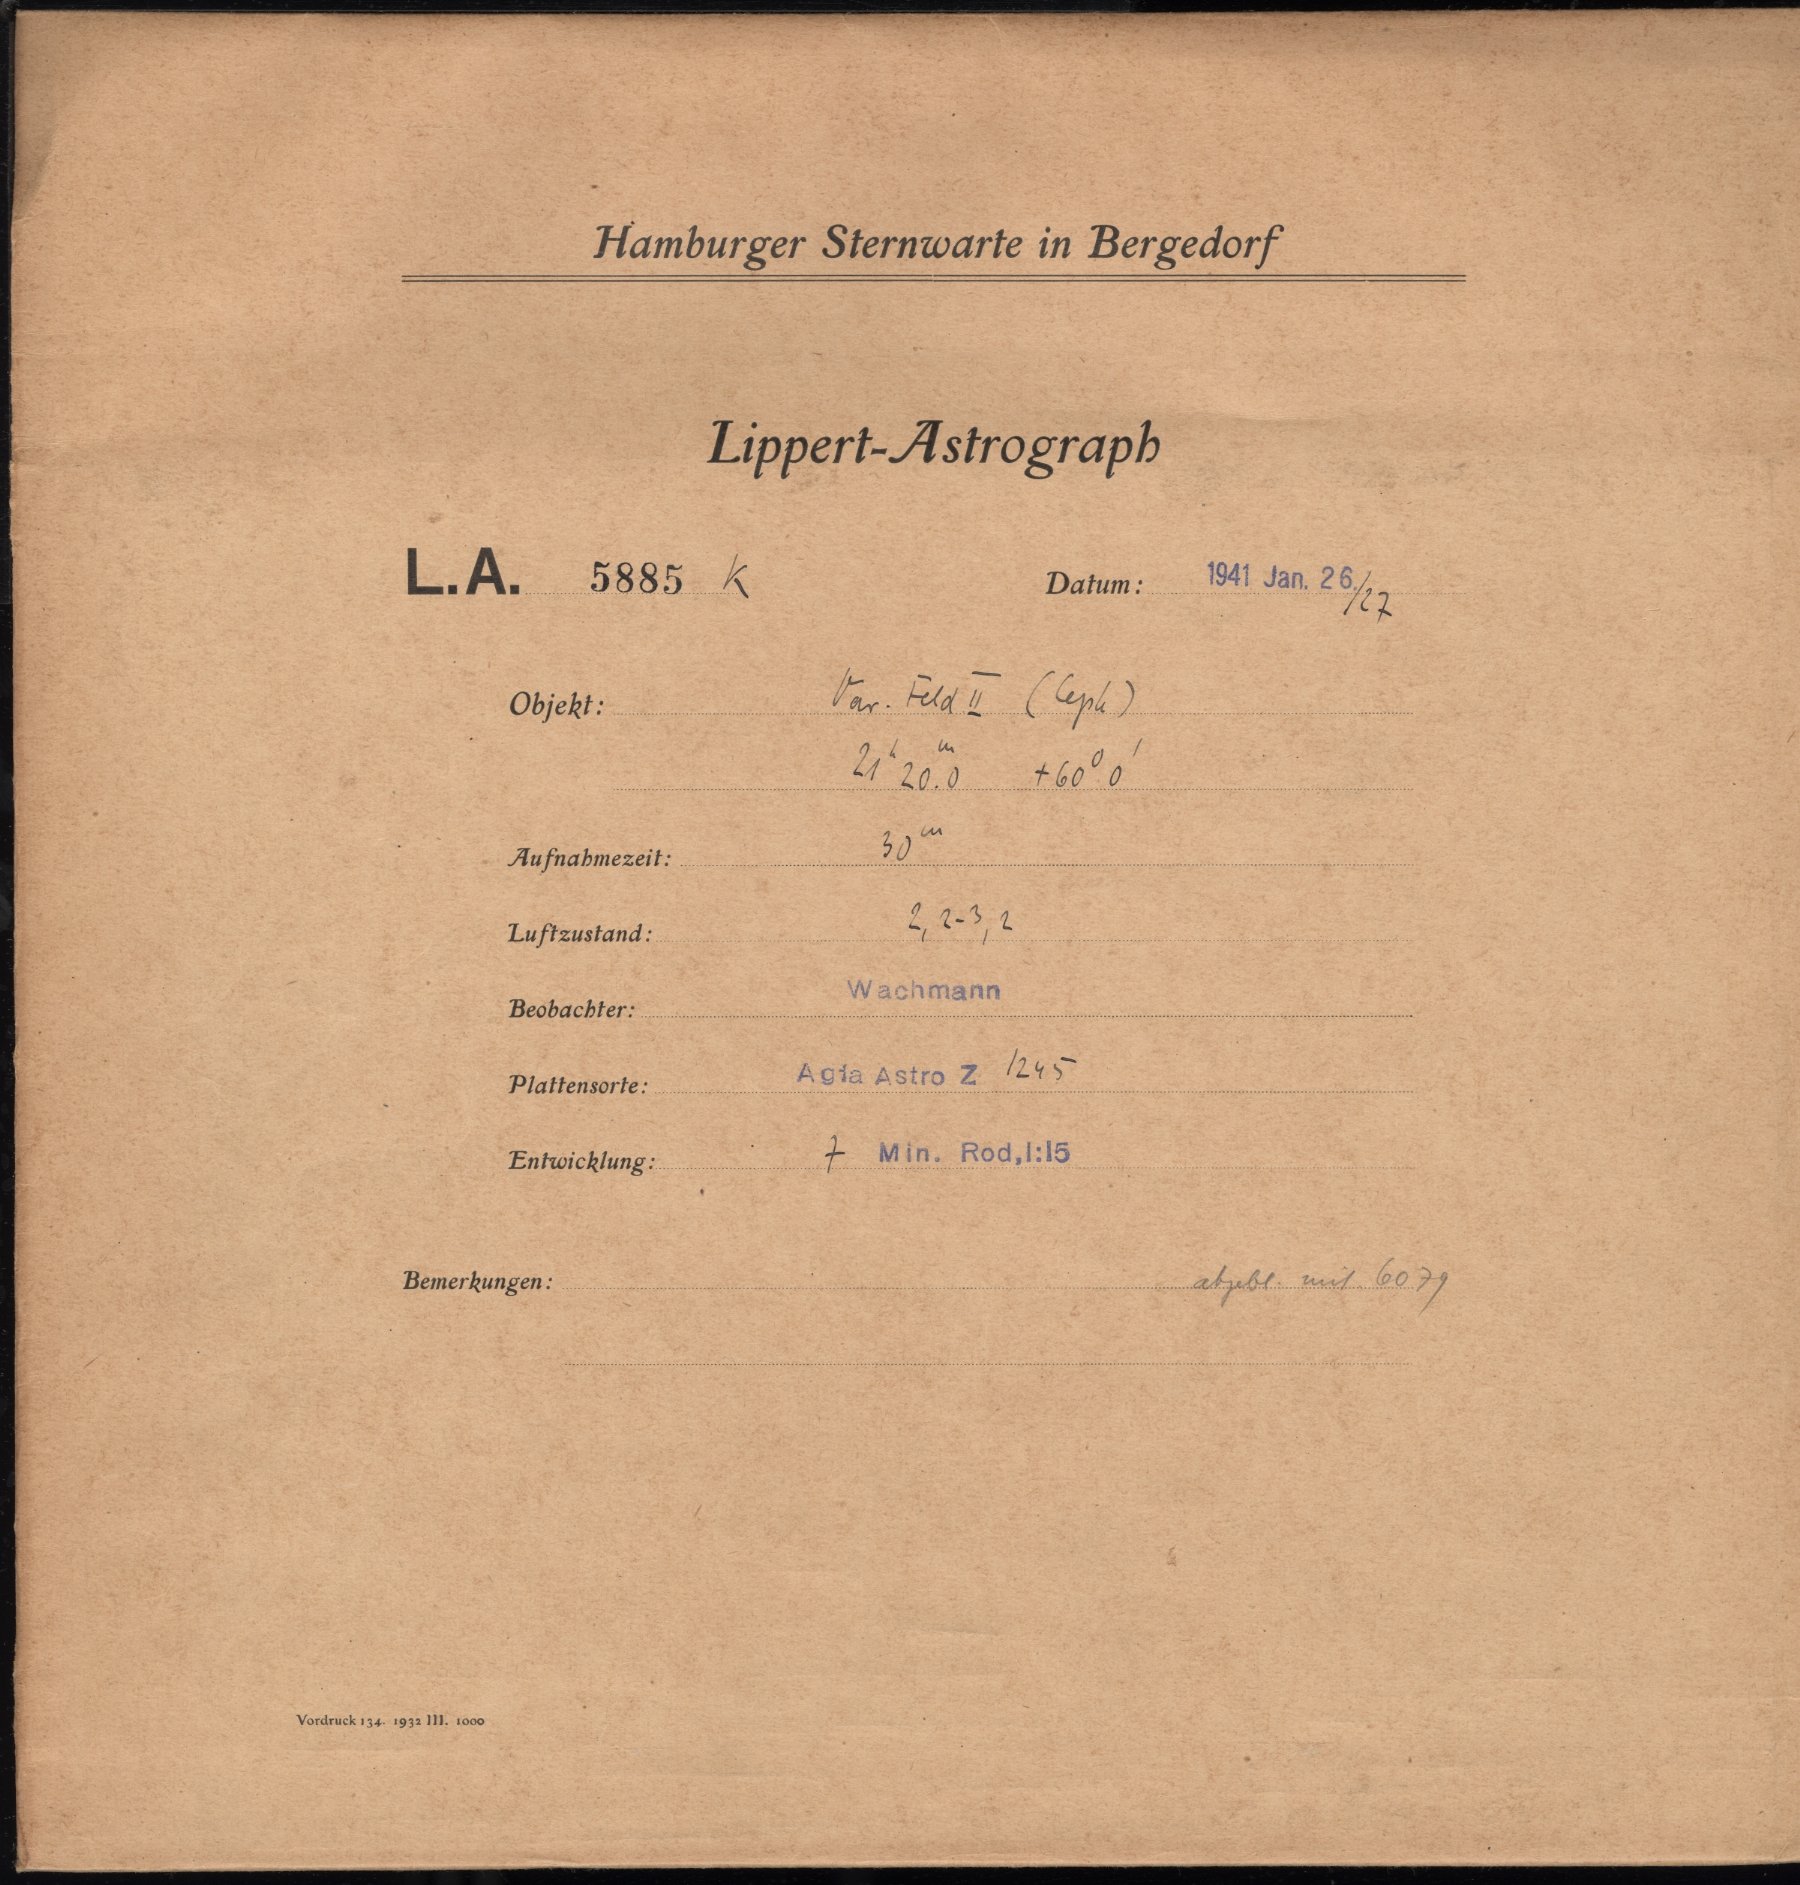 Hamburger Sternwarte in Bergedorf
Lippert-Astrograph
L.A. 5885 K Datum: 1941 Jan. 26./27
Objekt: Var. Feld II (Ceph)
21ʰ 20.0ᵐ +60° 0'
Aufnahmezeit: 30ᵐ
Luftzustand: 2, 2-3, 2
Beobachter: Wachmann
Plattensorte: Agfa Astro Z 1245
Entwicklung: 7 Min. Rod, 1:15
Bemerkungen: abgebl. mit 6079
Vordruck 134. 1932 III. 1000